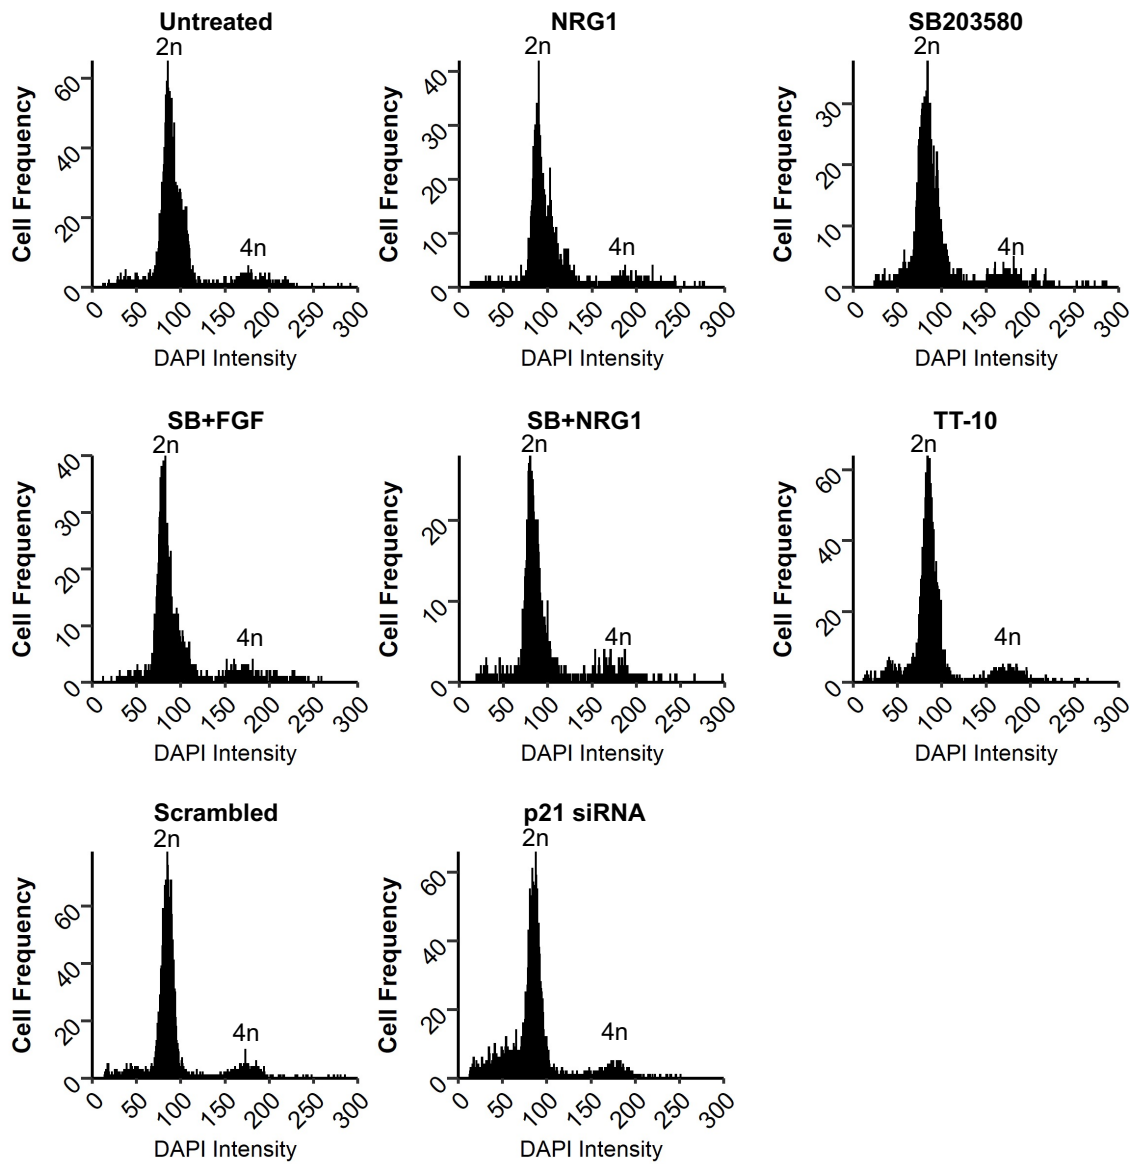 Untreated
2n
4n
Cell Frequency
0 20 40 60
0 50 100 150 200 250 300
DAPI Intensity
NRG1
2n
4n
Cell Frequency
0 10 20 30 40
0 50 100 150 200 250 300
DAPI Intensity
SB203580
2n
4n
Cell Frequency
0 10 20 30
0 50 100 150 200 250 300
DAPI Intensity
SB+FGF
2n
4n
Cell Frequency
0 10 20 30 40
0 50 100 150 200 250 300
DAPI Intensity
SB+NRG1
2n
4n
Cell Frequency
0 10 20
0 50 100 150 200 250 300
DAPI Intensity
TT-10
2n
4n
Cell Frequency
0 20 40 60
0 50 100 150 200 250 300
DAPI Intensity
Scrambled
2n
4n
Cell Frequency
0 20 40 60
0 50 100 150 200 250 300
DAPI Intensity
p21 siRNA
2n
4n
Cell Frequency
0 20 40 60
0 50 100 150 200 250 300
DAPI Intensity